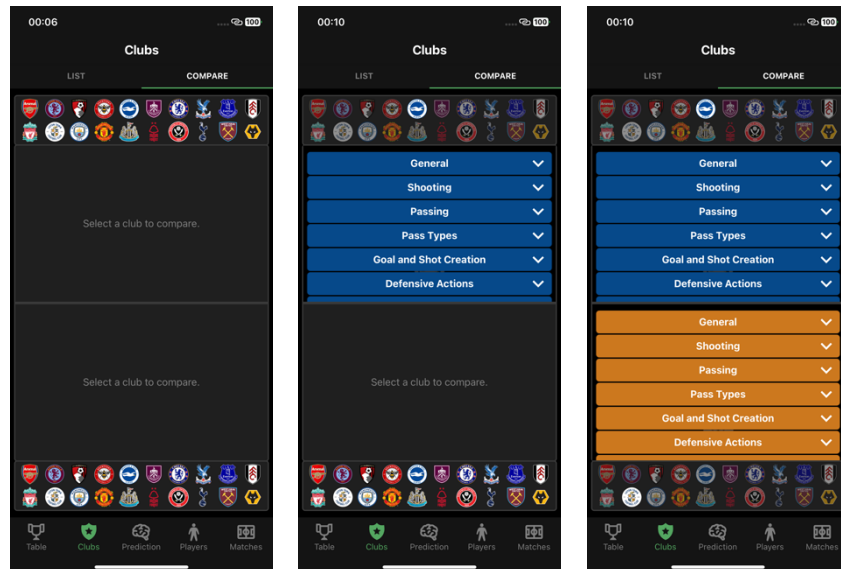 00:06
100
Clubs
LIST COMPARE
Select a club to compare.
Select a club to compare.
Table Clubs Prediction Players Matches
00:10
100
Clubs
LIST COMPARE
General
Shooting
Passing
Pass Types
Goal and Shot Creation
Defensive Actions
Select a club to compare.
Table Clubs Prediction Players Matches
00:10
100
Clubs
LIST COMPARE
General
Shooting
Passing
Pass Types
Goal and Shot Creation
Defensive Actions
General
Shooting
Passing
Pass Types
Goal and Shot Creation
Defensive Actions
Table Clubs Prediction Players Matches